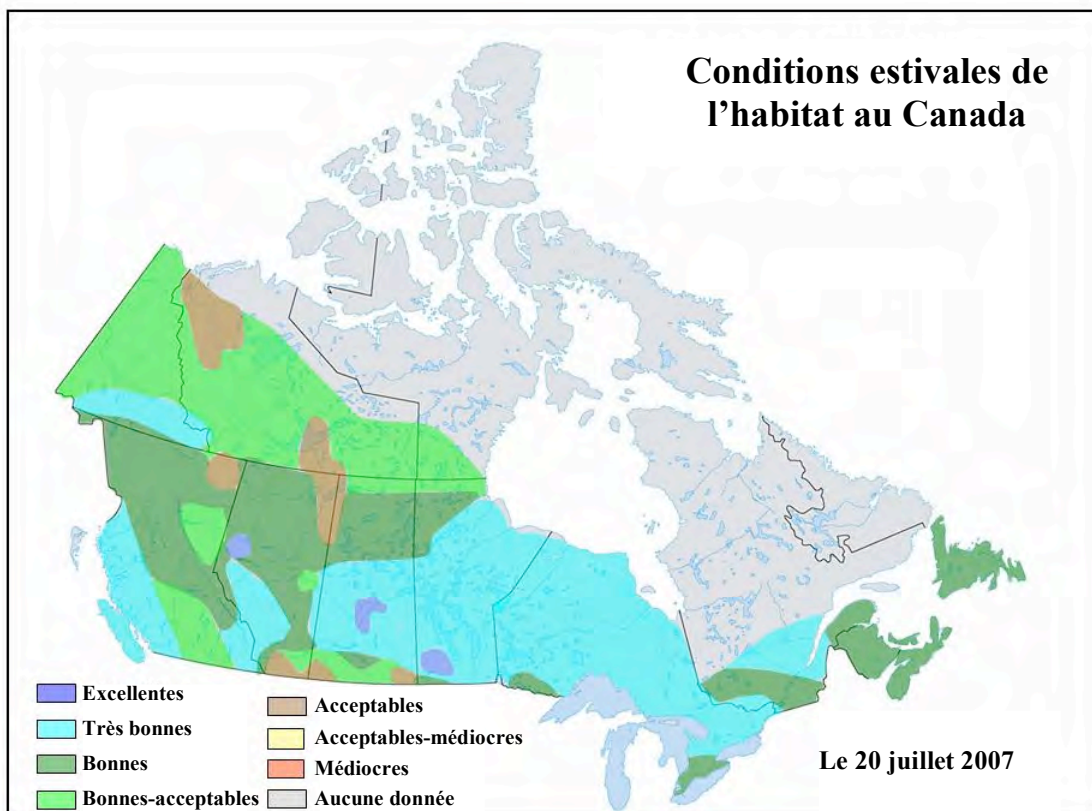 Conditions estivales de
l’habitat au Canada
Excellentes
Très bonnes
Bonnes
Bonnes-acceptables
Acceptables
Acceptables-médiocres
Médiocres
Aucune donnée
Le 20 juillet 2007